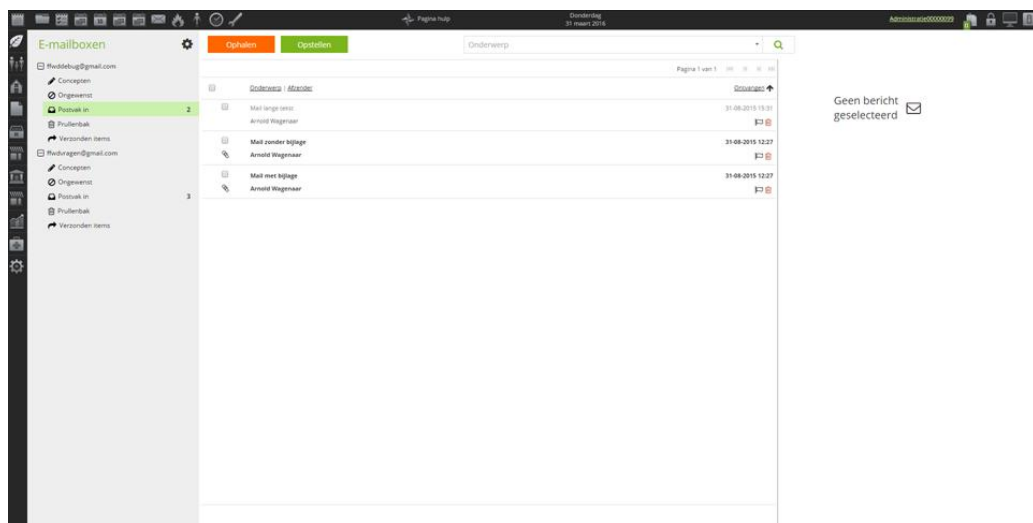 Pagina hulp
Donderdag
31 maart 2016
Administratie00000099
E-mailboxen
ffwddebug@gmail.com
Concepten
Ongewenst
Postvak in 2
Prullenbak
Verzonden items
ffwdvragen@gmail.com
Concepten
Ongewenst
Postvak in 3
Prullenbak
Verzonden items
Ophalen Opstellen Onderwerp
Pagina 1 van 1
Onderwerp | Afzender Ontvangen
Mail lange tekst 31-08-2015 15:31
Arnold Wagenaar
Mail zonder bijlage 31-08-2015 12:27
Arnold Wagenaar
Mail met bijlage 31-08-2015 12:27
Arnold Wagenaar
Geen bericht
geselecteerd